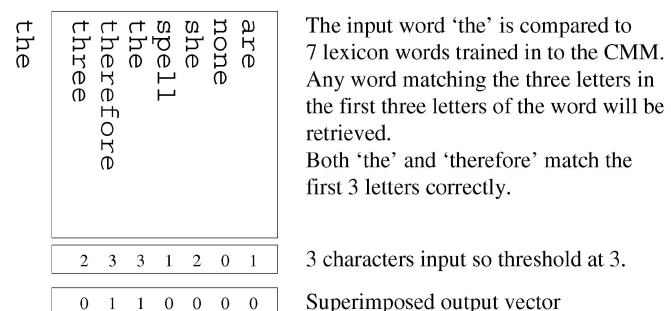 the
three
therefore
the
spell
she
none
are
The input word ‘the’ is compared to
7 lexicon words trained in to the CMM.
Any word matching the three letters in
the first three letters of the word will be
retrieved.
Both ‘the’ and ‘therefore’ match the
first 3 letters correctly.
2 3 3 1 2 0 1
3 characters input so threshold at 3.
0 1 1 0 0 0 0
Superimposed output vector